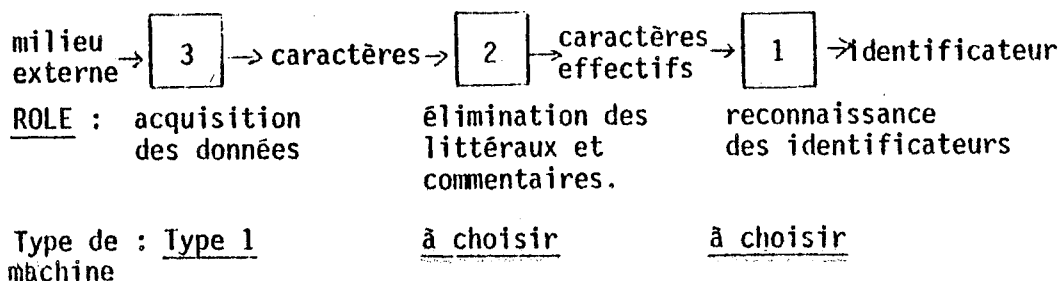 milieu externe → 3 → caractères → 2 → caractères effectifs → 1 → identificateur
ROLE : acquisition des données
élimination des littéraux et commentaires.
reconnaissance des identificateurs
Type de machine : Type 1 à choisir à choisir